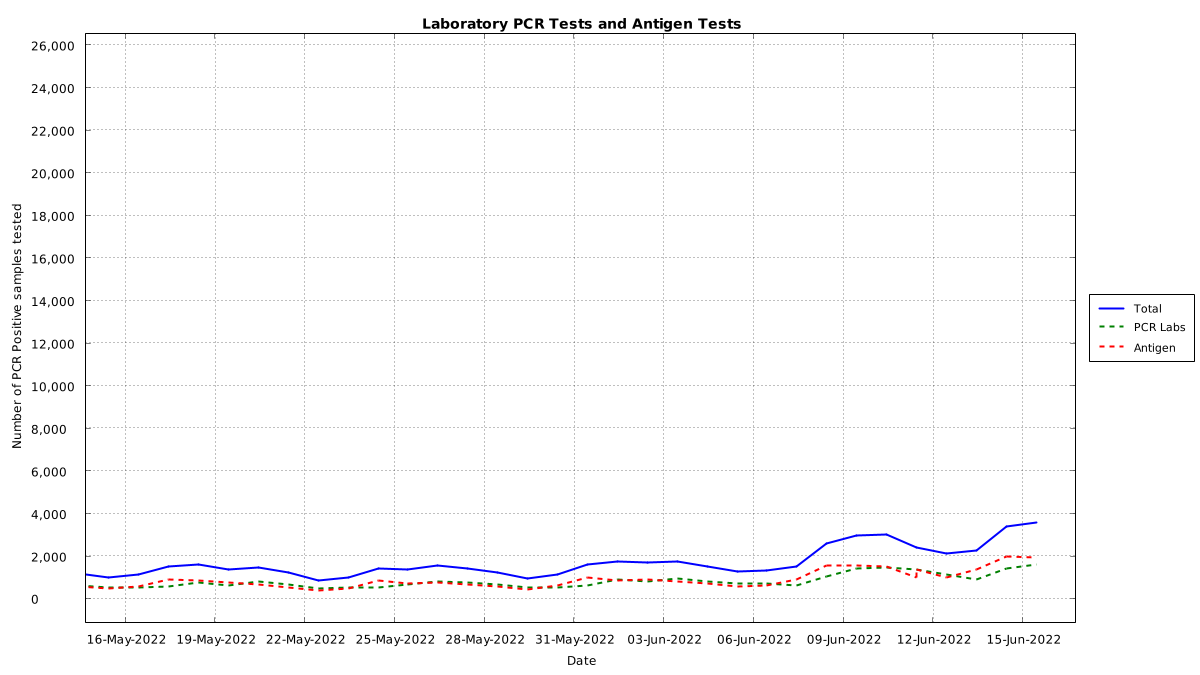 Laboratory PCR Tests and Antigen Tests
Number of PCR Positive samples tested
26,000
24,000
22,000
20,000
18,000
16,000
14,000
12,000
10,000
8,000
6,000
4,000
2,000
0
16-May-2022 19-May-2022 22-May-2022 25-May-2022 28-May-2022 31-May-2022 03-Jun-2022 06-Jun-2022 09-Jun-2022 12-Jun-2022 15-Jun-2022
Date
Total
PCR Labs
Antigen